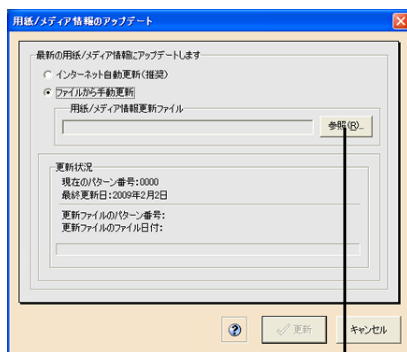 用紙/メディア情報のアップデート
最新の用紙/メディア情報にアップデートします
インターネット自動更新(推奨)
ファイルから手動更新
用紙/メディア情報更新ファイル
参照(R)...
更新状況
現在のパターン番号:0000
最終更新日:2009年2月2日
更新ファイルのパターン番号:
更新ファイルのファイル日付:
更新
キャンセル